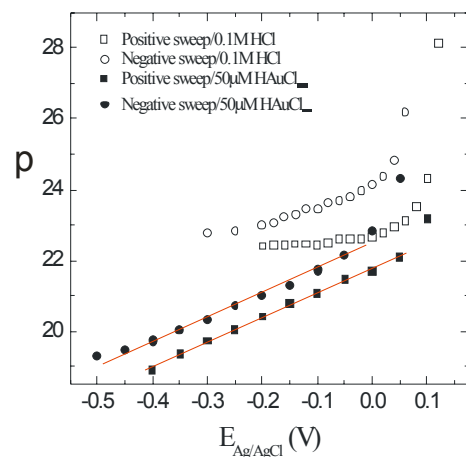 28
26
24
22
20
p
□ Positive sweep/0.1M HCl
○ Negative sweep/0.1M HCl
■ Positive sweep/50μM HAuCl
● Negative sweep/50μM HAuCl
-0.5 -0.4 -0.3 -0.2 -0.1 0.0 0.1
E Ag/AgCl (V)